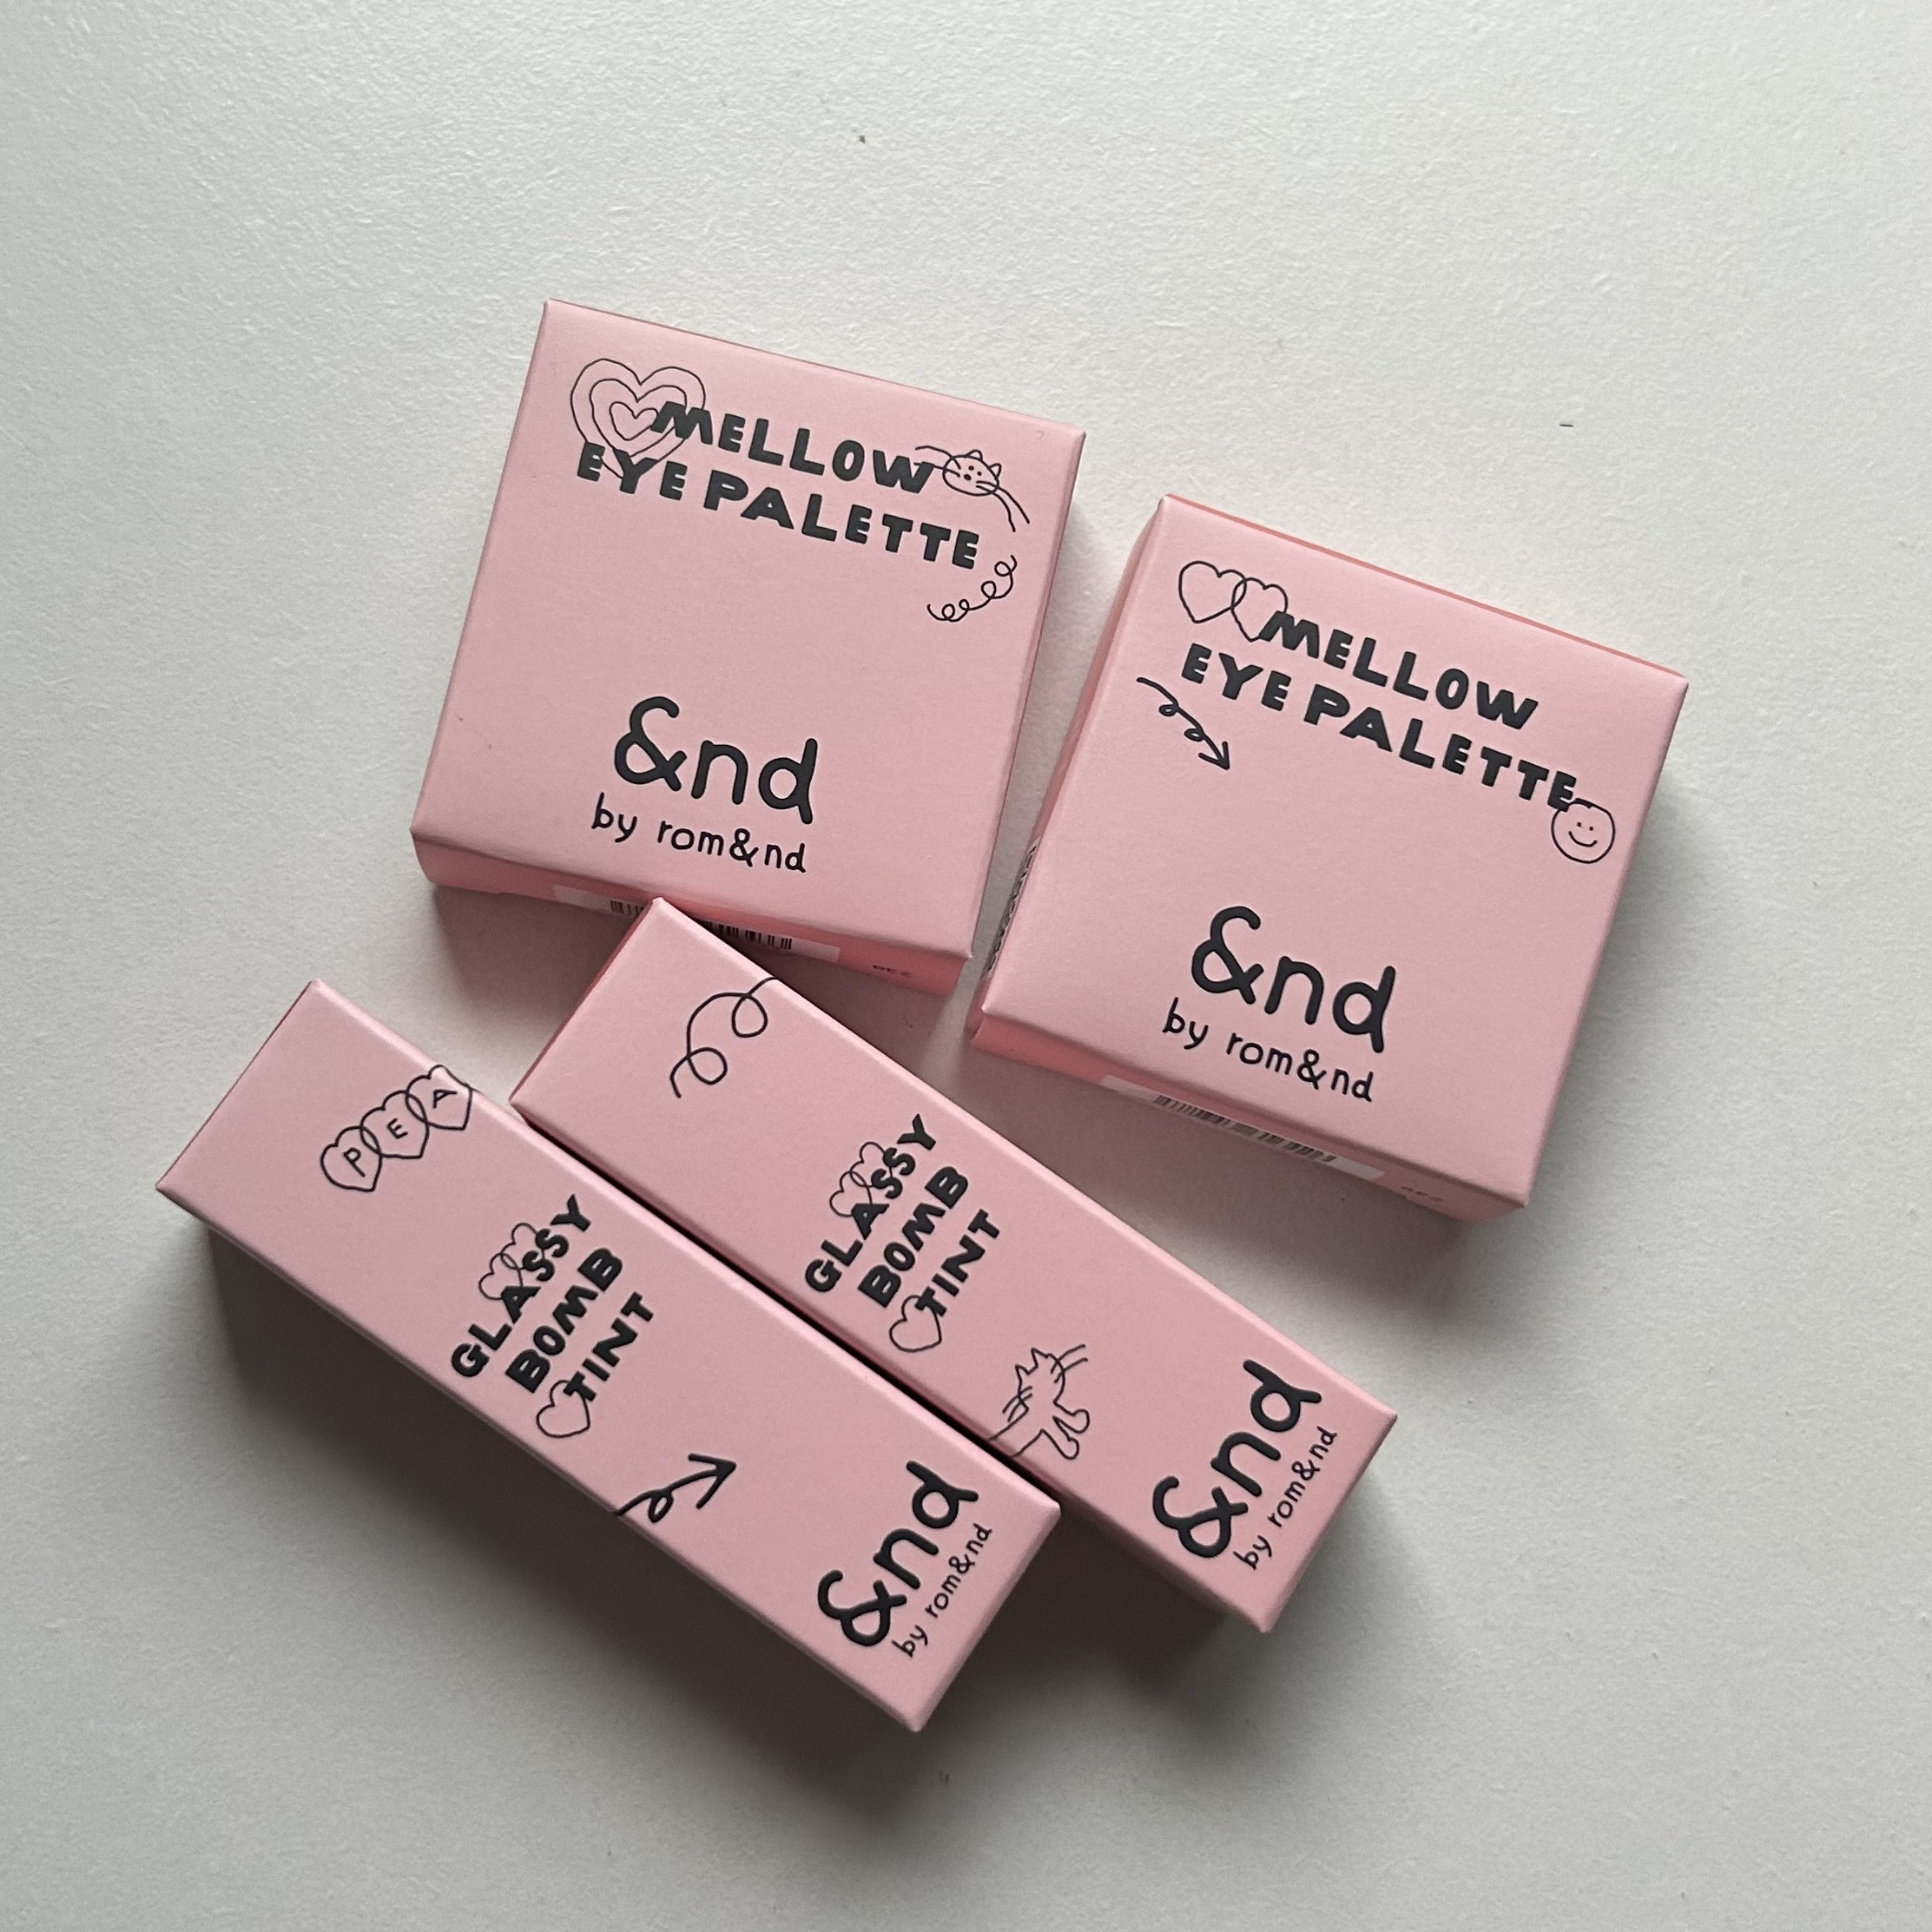 MELLOW
EYE PALETTE
&nd
by rom&nd
MELLOW
EYE PALETTE
&nd
by rom&nd
PEA
GLASSY
BOMB
TINT
&nd
by rom&nd
GLASSY
BOMB
TINT
&nd
by rom&nd